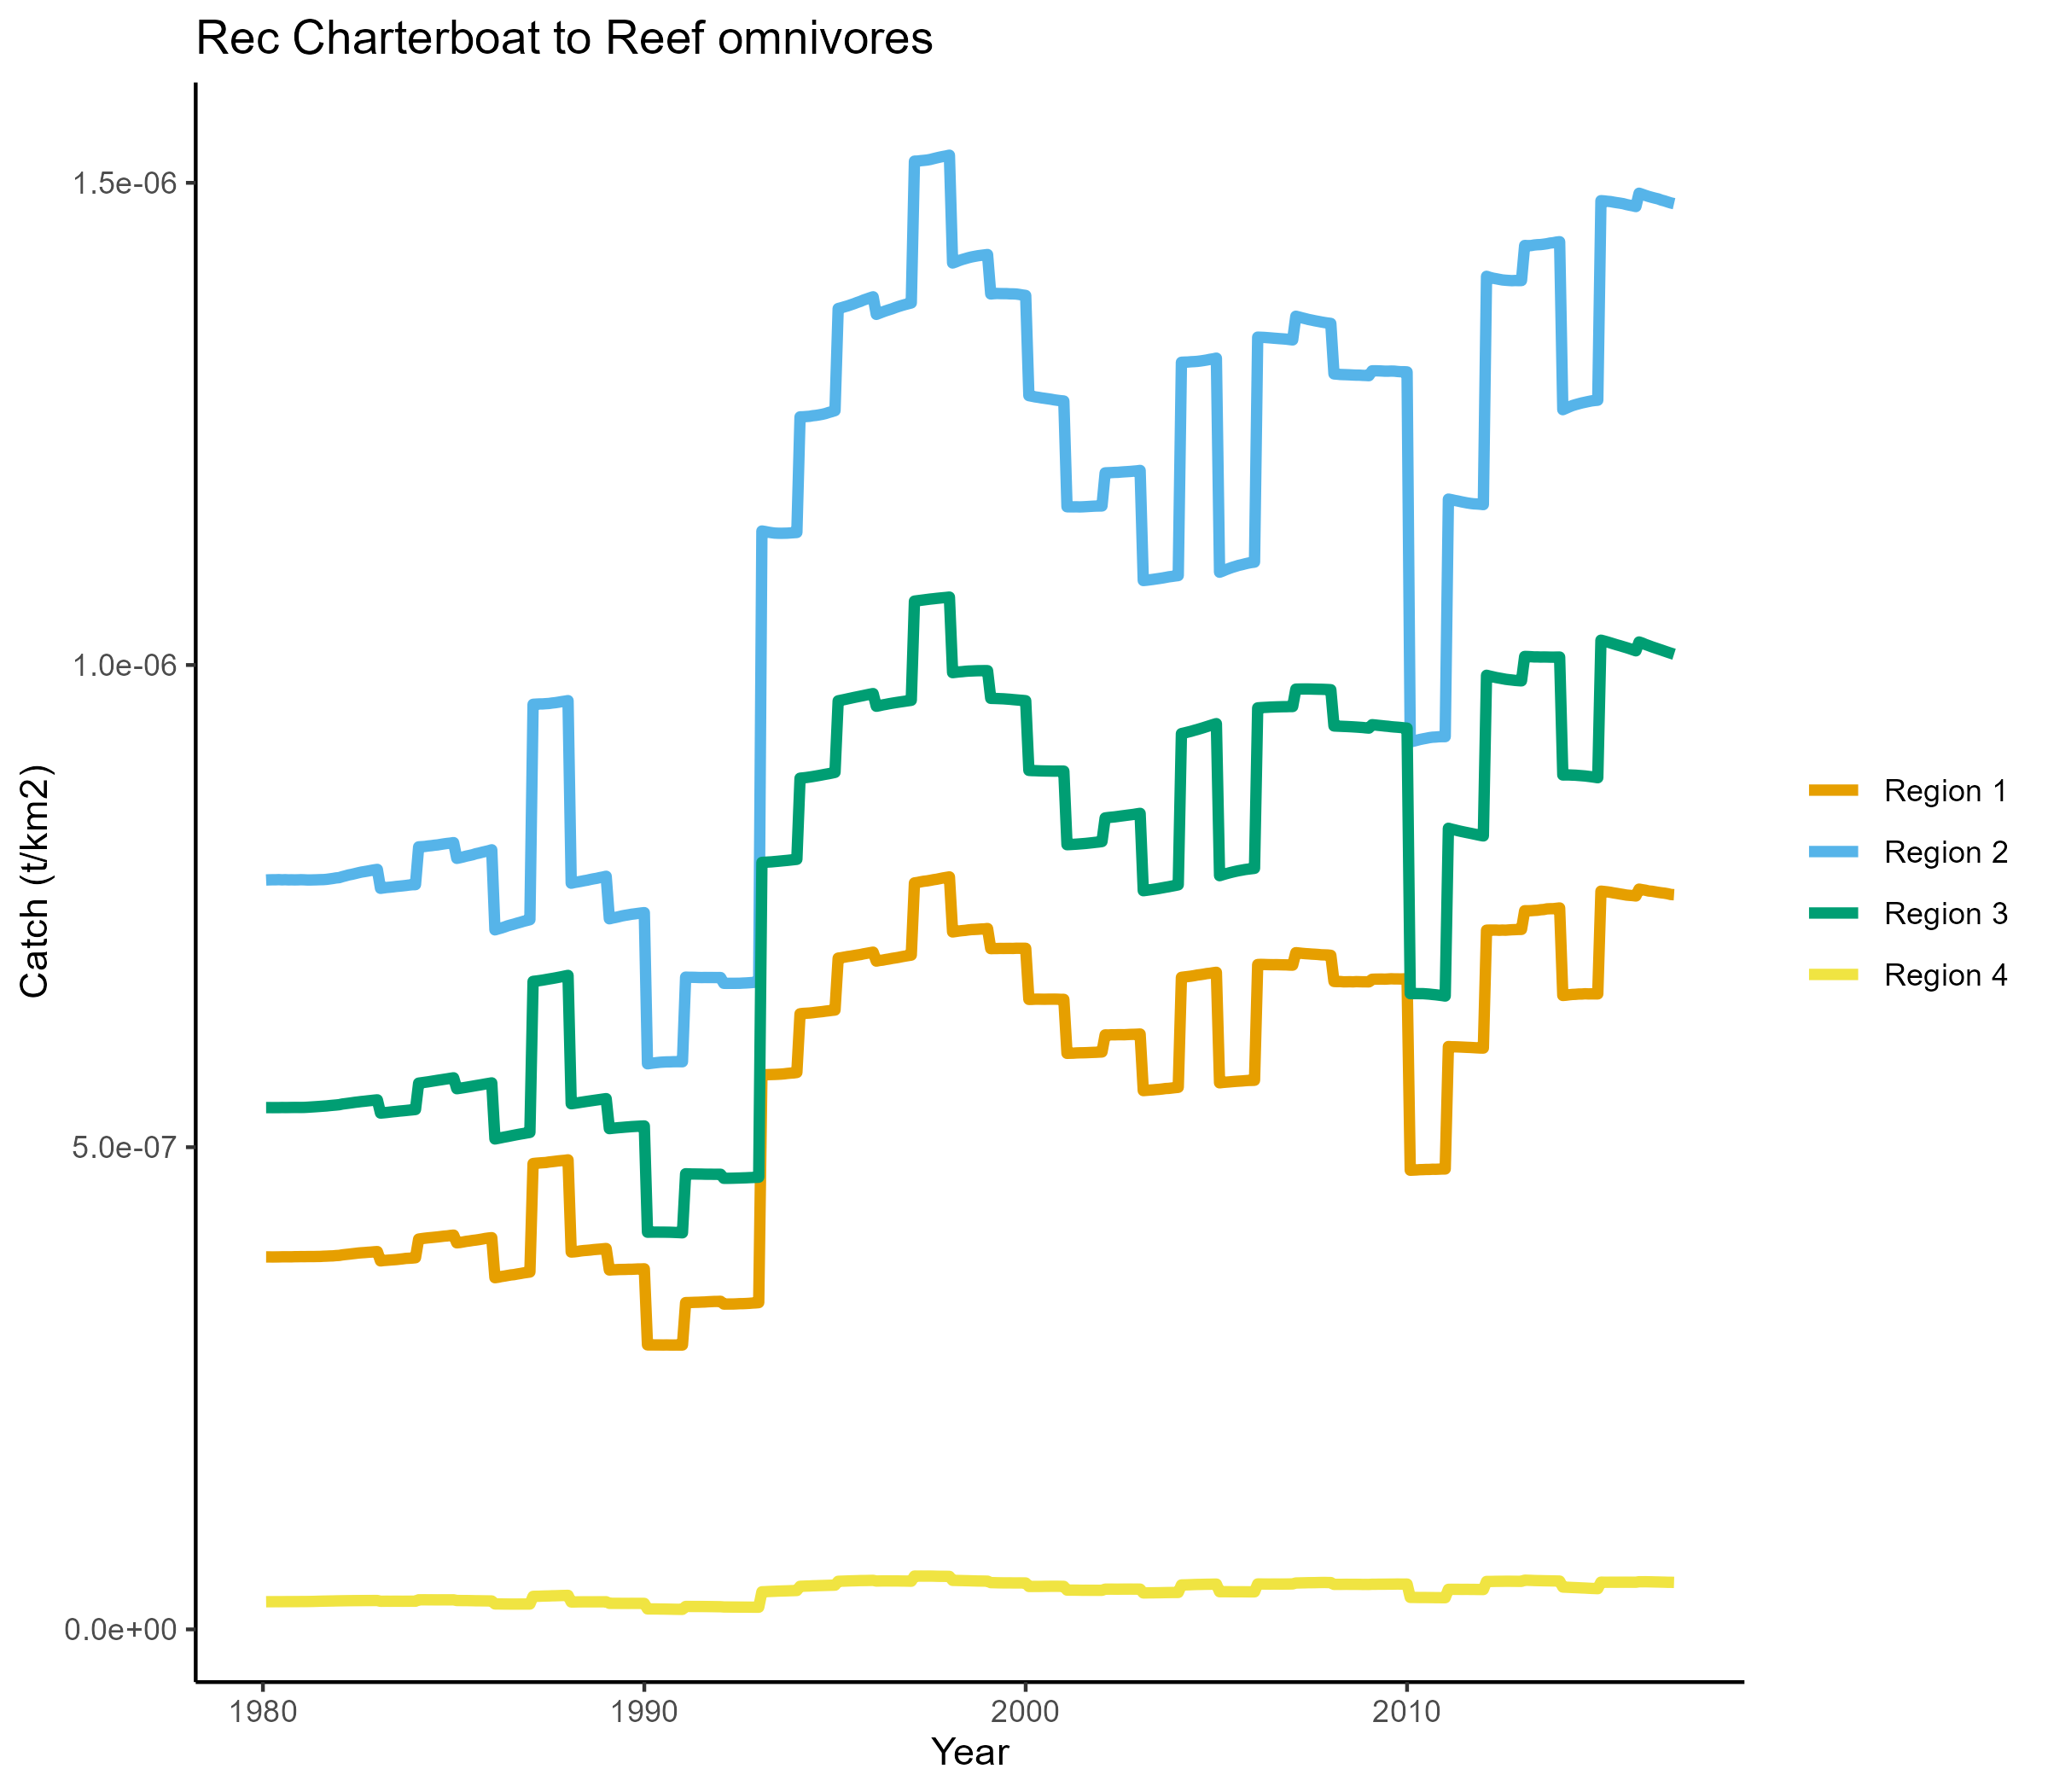 Rec Charterboat to Reef omnivores
Catch (t/km2)
1.5e-06
1.0e-06
5.0e-07
0.0e+00
1980 1990 2000 2010
Year
Region 1
Region 2
Region 3
Region 4